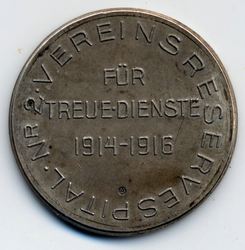 VEREINSRESERVESPITAL·NR 2·
FÜR
TREUE·DIENSTE
1914-1916